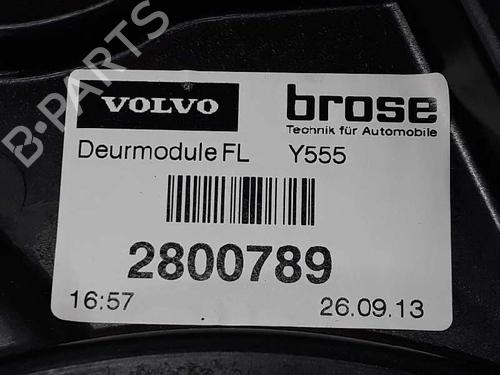 B-PARTS
VOLVO
brose
Technik für Automobile
Deurmodule FL Y555
2800789
16:57 26.09.13